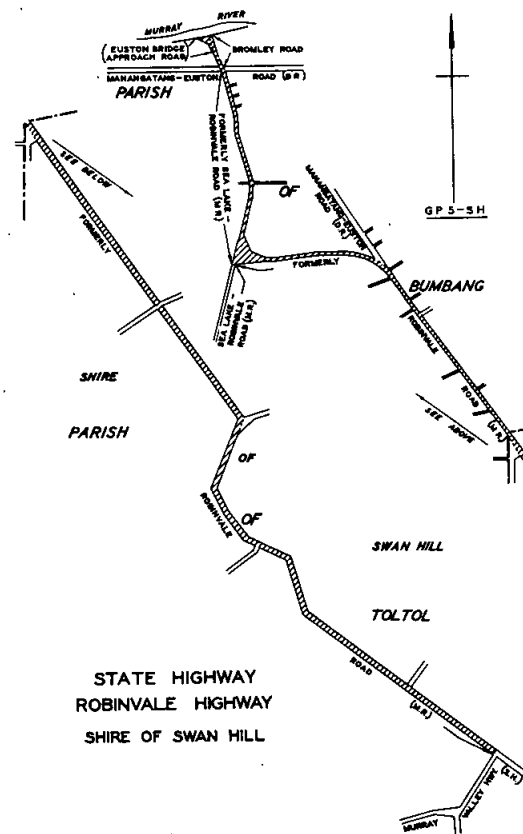 MURRAY RIVER
(EUSTON BRIDGE
APPROACH ROAD)
BROMLEY ROAD
MANANGATANG-EUSTON ROAD (D.R.)
PARISH
FORMERLY SEA LAKE-
ROBINVALE ROAD (M.R.)
OF
SEE BELOW
FORMERLY
MANANGATANG-EUSTON
ROAD (D.R.)
GP 5-SH
FORMERLY
BUMBANG
SEA LAKE-
ROBINVALE
ROAD (M.R.)
ROBINVALE
ROAD
(M.R.)
SEE ABOVE
SHIRE
PARISH
OF
OF
ROBINVALE
SWAN HILL
TOLTOL
ROAD
(M.R.)
STATE HIGHWAY
ROBINVALE HIGHWAY
SHIRE OF SWAN HILL
MURRAY
VALLEY HWY.
(S.H.)